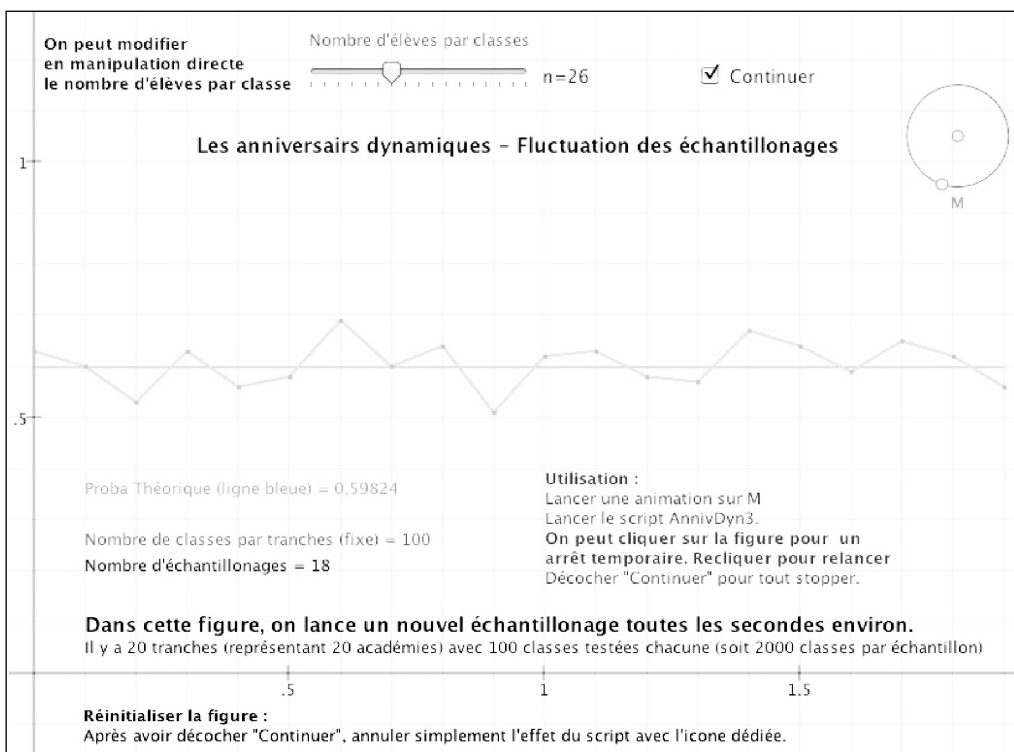 On peut modifier
en manipulation directe
le nombre d'élèves par classe
Nombre d'élèves par classes
n=26
Continuer
Les anniversairs dynamiques – Fluctuation des échantillonages
M
1
.5
Proba Théorique (ligne bleue) = 0.59824
Nombre de classes par tranches (fixe) = 100
Nombre d'échantillonages = 18
Utilisation :
Lancer une animation sur M
Lancer le script AnnivDyn3.
On peut cliquer sur la figure pour un
arrêt temporaire. Recliquer pour relancer
Décocher "Continuer" pour tout stopper.
Dans cette figure, on lance un nouvel échantillonage toutes les secondes environ.
Il y a 20 tranches (représentant 20 académies) avec 100 classes testées chacune (soit 2000 classes par échantillon)
.5 1 1.5
Réinitialiser la figure :
Après avoir décocher "Continuer", annuler simplement l'effet du script avec l'icone dédiée.